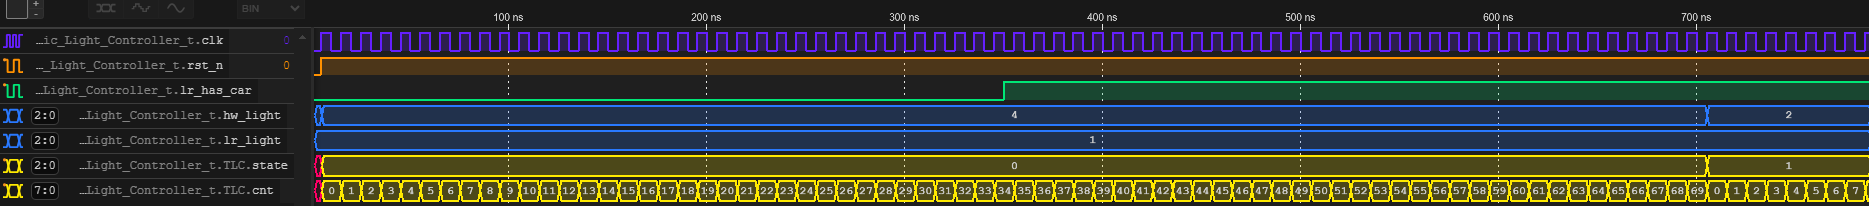 +
-
BIN
100 ns 200 ns 300 ns 400 ns 500 ns 600 ns 700 ns
…ic_Light_Controller_t.clk 0
…_Light_Controller_t.rst_n 0
…Light_Controller_t.lr_has_car
2:0 …Light_Controller_t.hw_light 4 2
2:0 …Light_Controller_t.lr_light 1
2:0 …Light_Controller_t.TLC.state 0 1
7:0 …Light_Controller_t.TLC.cnt 0 1 2 3 4 5 6 7 8 9 10 11 12 13 14 15 16 17 18 19 20 21 22 23 24 25 26 27 28 29 30 31 32 33 34 35 36 37 38 39 40 41 42 43 44 45 46 47 48 49 50 51 52 53 54 55 56 57 58 59 60 61 62 63 64 65 66 67 68 69 0 1 2 3 4 5 6 7